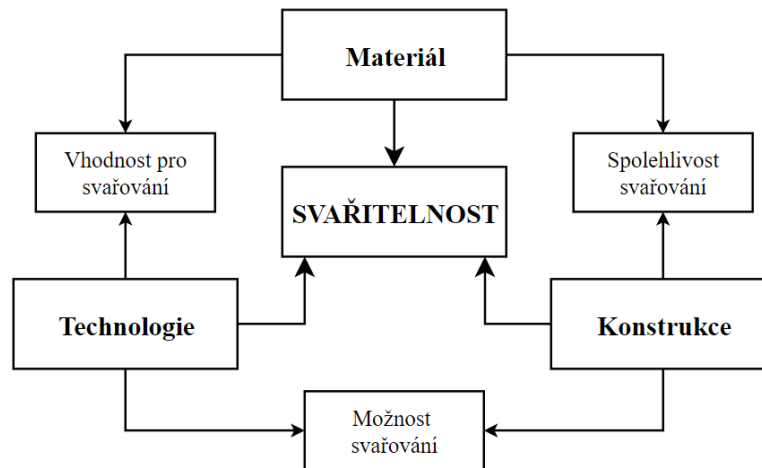 Materiál
Vhodnost pro
svařování
Spolehlivost
svařování
SVAŘITELNOST
Technologie
Konstrukce
Možnost
svařování